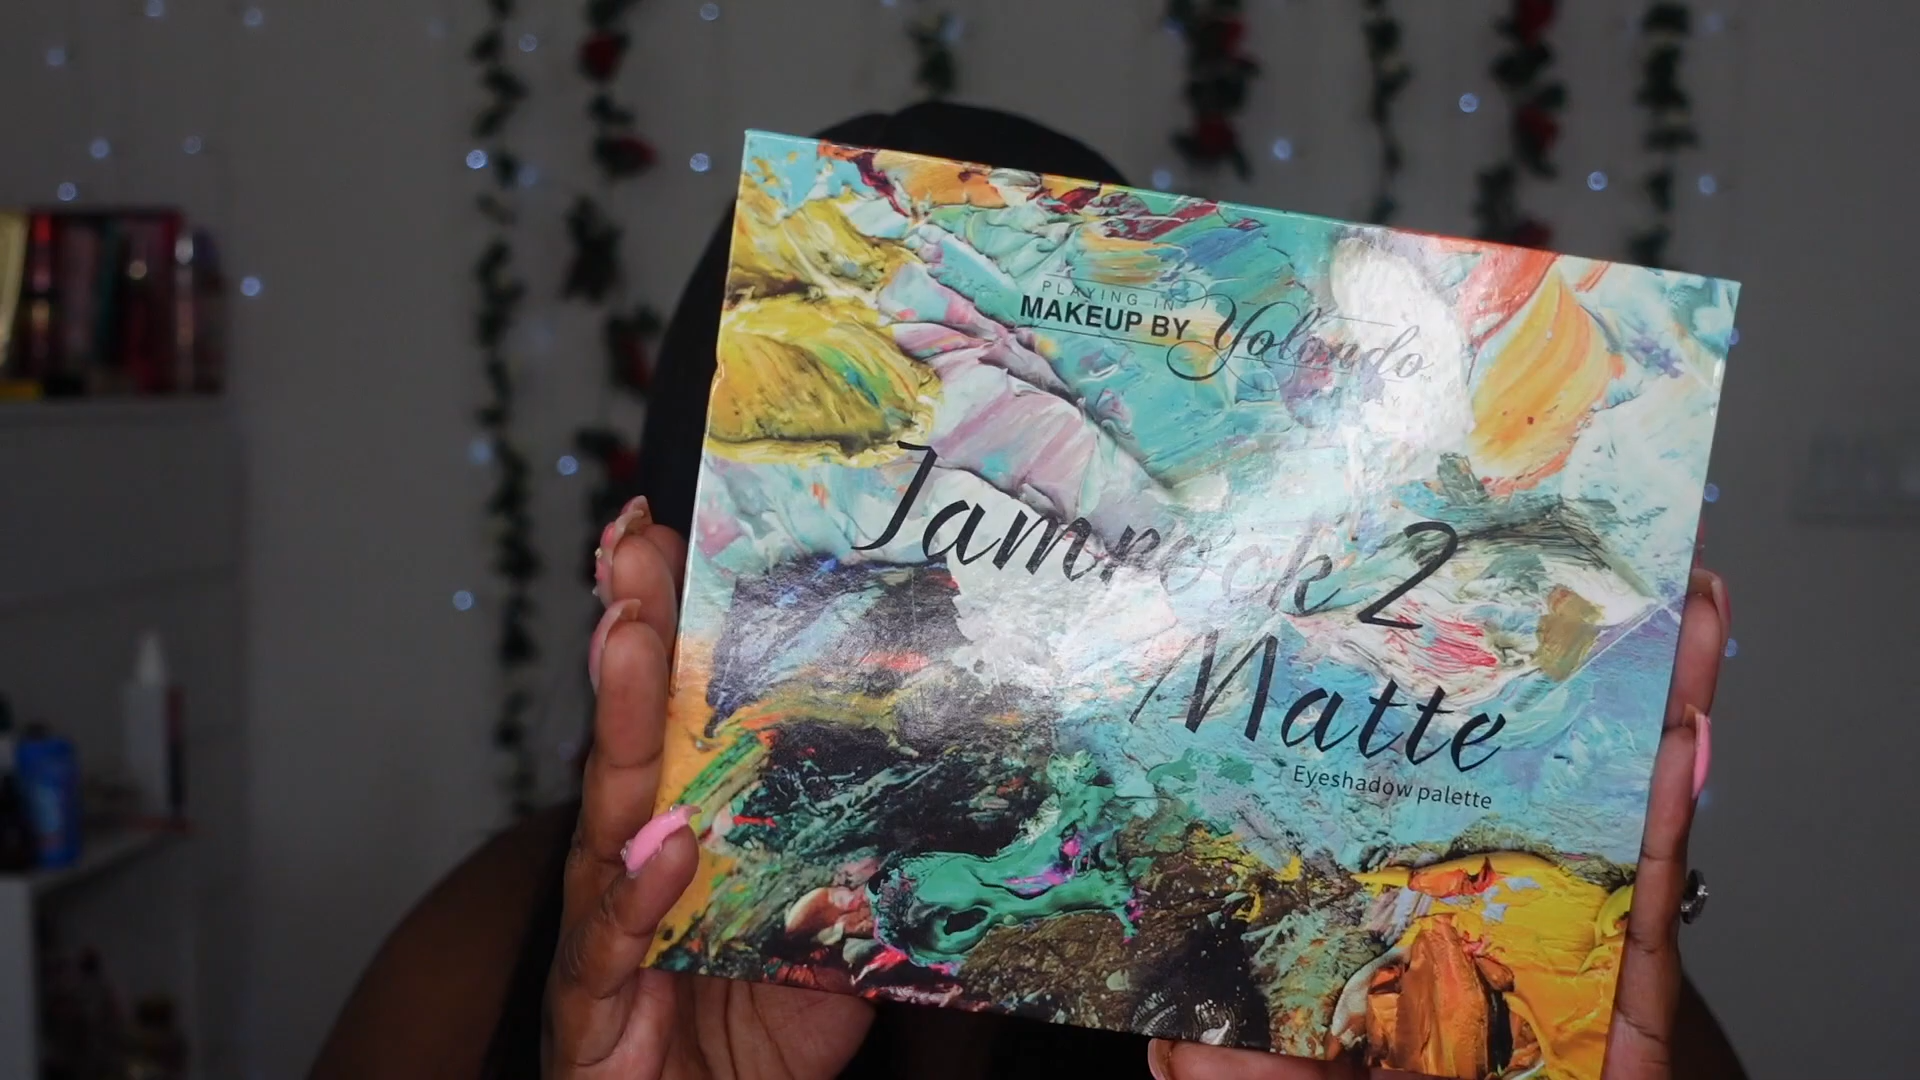 PLAYING IN
MAKEUP BY Yolondo
Jamrock 2
Matte
Eyeshadow palette